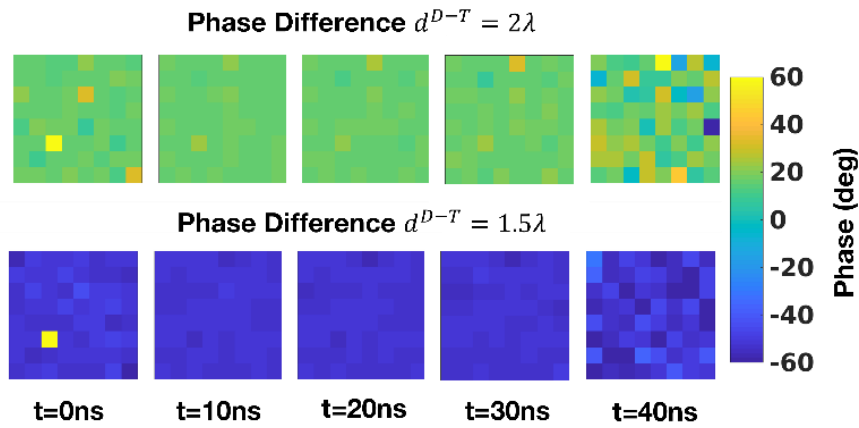 Phase Difference d^{D−T} = 2λ
60
40
20
0
-20
-40
-60
Phase (deg)
Phase Difference d^{D−T} = 1.5λ
t=0ns t=10ns t=20ns t=30ns t=40ns